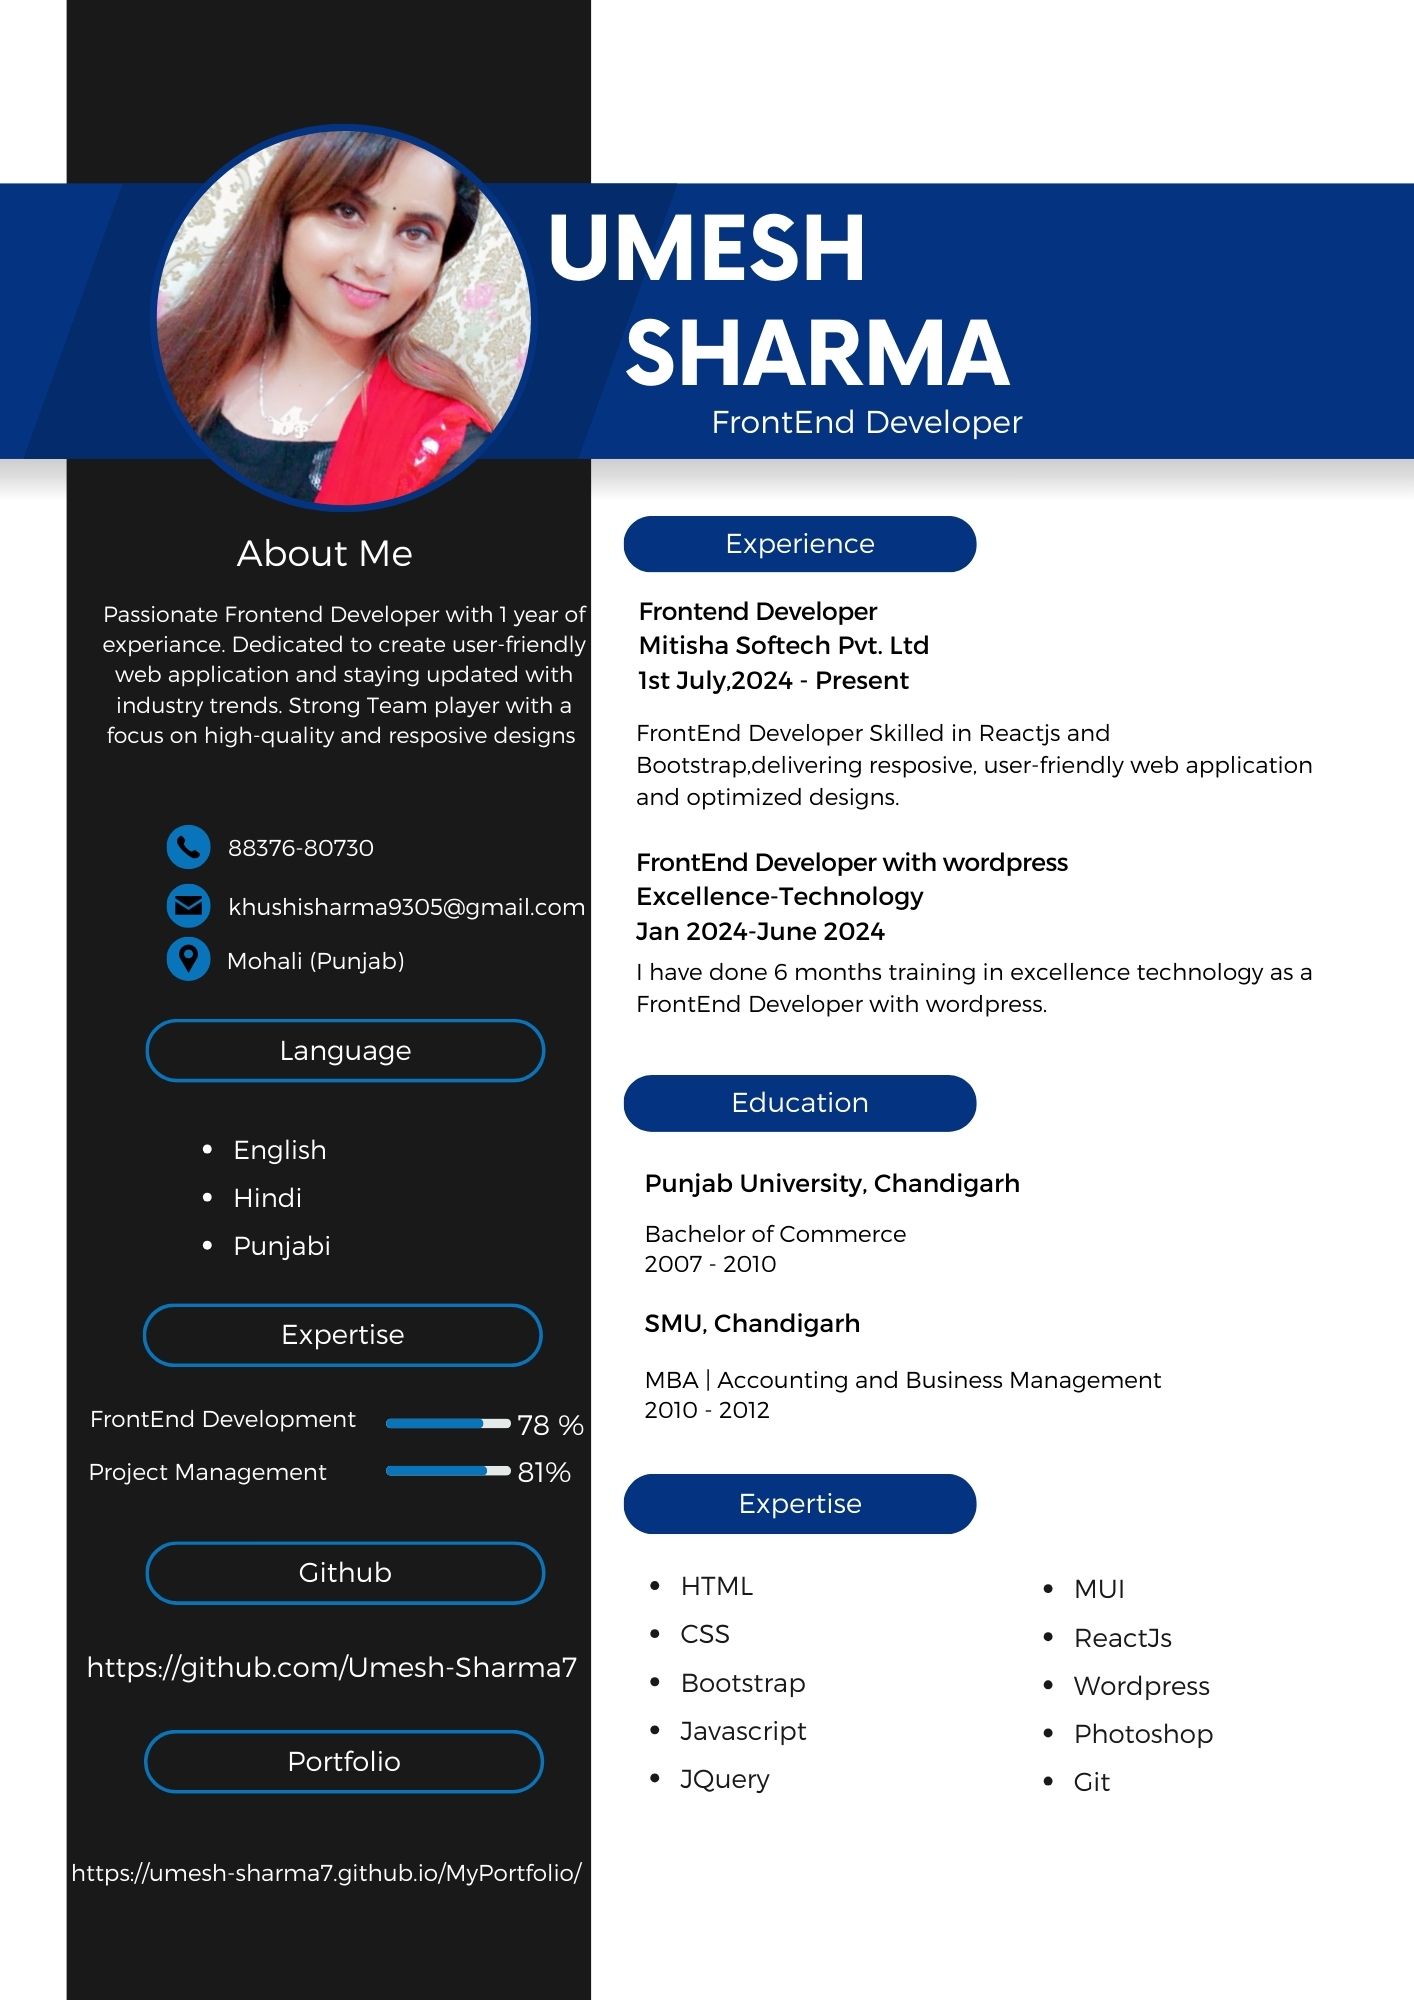 UMESH
SHARMA
FrontEnd Developer
About Me
Passionate Frontend Developer with 1 year of
experiance. Dedicated to create user-friendly
web application and staying updated with
industry trends. Strong Team player with a
focus on high-quality and resposive designs
88376-80730
khushisharma9305@gmail.com
Mohali (Punjab)
Language
English
Hindi
Punjabi
Expertise
FrontEnd Development 78 %
Project Management 81%
Github
https://github.com/Umesh-Sharma7
Portfolio
https://umesh-sharma7.github.io/MyPortfolio/
Experience
Frontend Developer
Mitisha Softech Pvt. Ltd
1st July,2024 - Present
FrontEnd Developer Skilled in Reactjs and
Bootstrap,delivering resposive, user-friendly web application
and optimized designs.
FrontEnd Developer with wordpress
Excellence-Technology
Jan 2024-June 2024
I have done 6 months training in excellence technology as a
FrontEnd Developer with wordpress.
Education
Punjab University, Chandigarh
Bachelor of Commerce
2007 - 2010
SMU, Chandigarh
MBA | Accounting and Business Management
2010 - 2012
Expertise
HTML
CSS
Bootstrap
Javascript
JQuery
MUI
ReactJs
Wordpress
Photoshop
Git